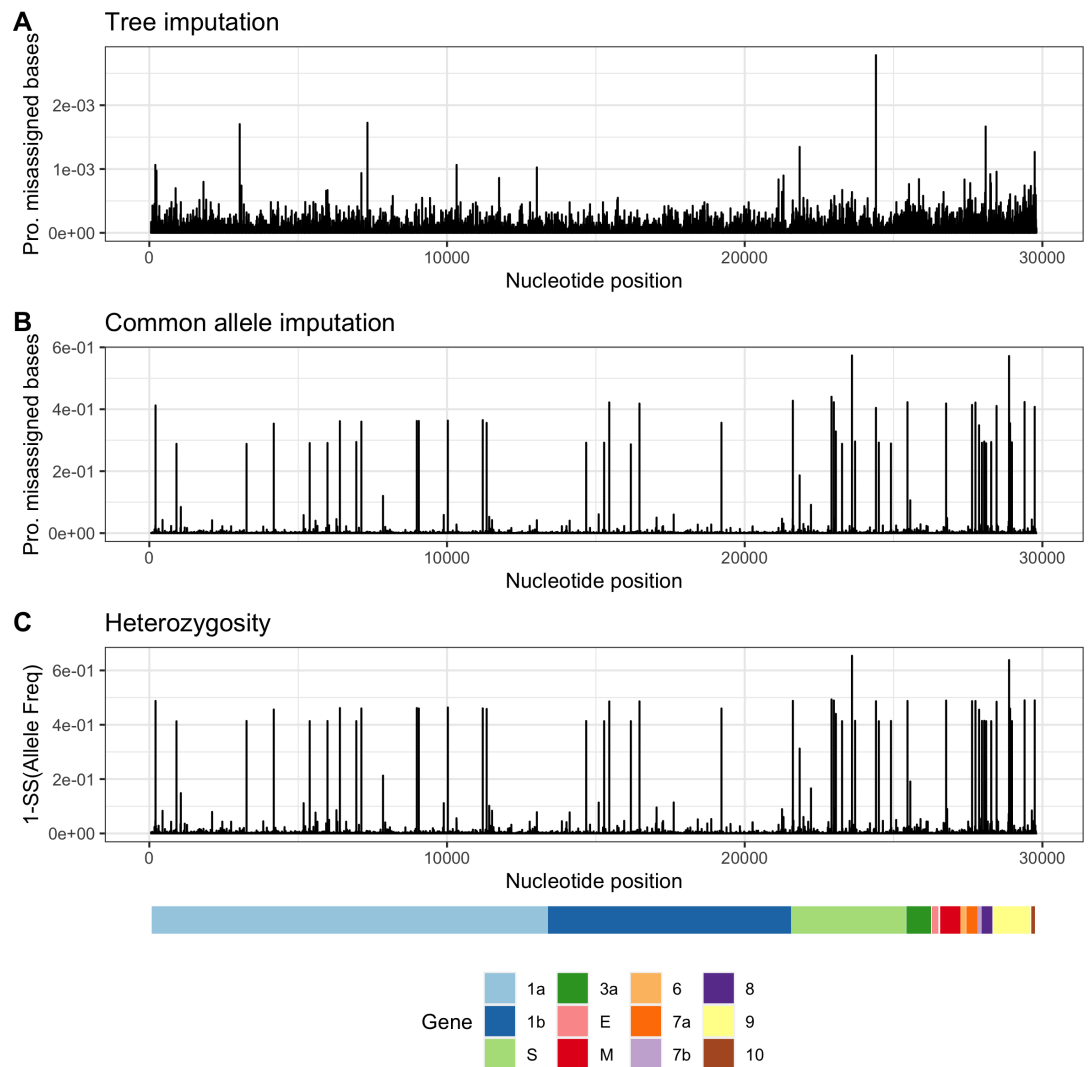 A
Tree imputation
Pro. misassigned bases
2e-03
1e-03
0e+00
0 10000 20000 30000
Nucleotide position
B
Common allele imputation
Pro. misassigned bases
6e-01
4e-01
2e-01
0e+00
0 10000 20000 30000
Nucleotide position
C
Heterozygosity
1-SS(Allele Freq)
6e-01
4e-01
2e-01
0e+00
0 10000 20000 30000
Nucleotide position
Gene
1a 3a 6 8
1b E 7a 9
S M 7b 10